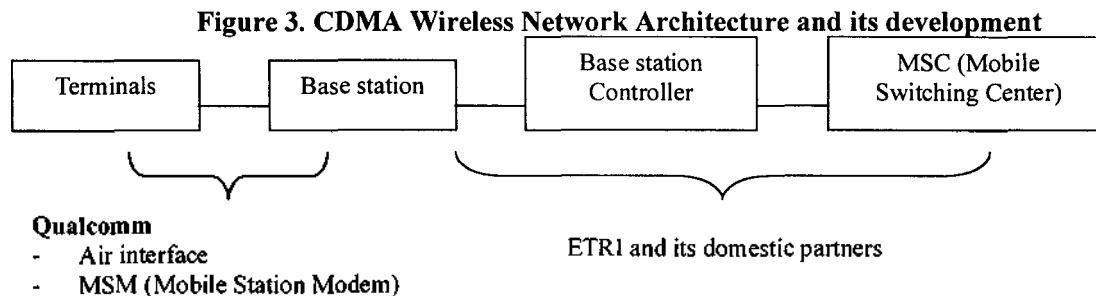 Figure 3. CDMA Wireless Network Architecture and its development
Terminals
Base station
Base station
Controller
MSC (Mobile
Switching Center)
Qualcomm
- Air interface
- MSM (Mobile Station Modem)
ETRI and its domestic partners